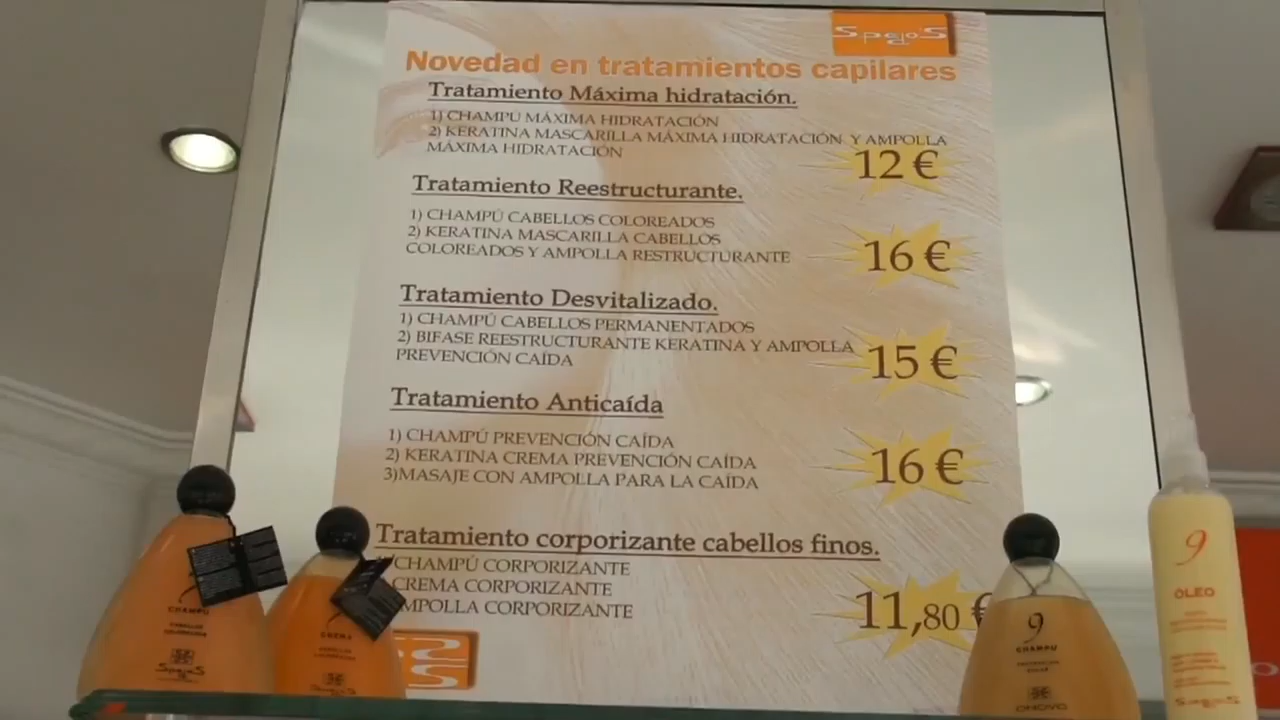 Spejo'S
Novedad en tratamientos capilares
Tratamiento Máxima hidratación.
1) CHAMPÚ MÁXIMA HIDRATACIÓN
2) KERATINA MASCARILLA MÁXIMA HIDRATACIÓN Y AMPOLLA
MÁXIMA HIDRATACIÓN
12 €
Tratamiento Reestructurante.
1) CHAMPÚ CABELLOS COLOREADOS
2) KERATINA MASCARILLA CABELLOS
COLOREADOS Y AMPOLLA RESTRUCTURANTE
16 €
Tratamiento Desvitalizado.
1) CHAMPÚ CABELLOS PERMANENTADOS
2) BIFASE REESTRUCTURANTE KERATINA Y AMPOLLA
PREVENCIÓN CAÍDA
15 €
Tratamiento Anticaída
1) CHAMPÚ PREVENCIÓN CAÍDA
2) KERATINA CREMA PREVENCIÓN CAÍDA
3)MASAJE CON AMPOLLA PARA LA CAÍDA
16 €
Tratamiento corporizante cabellos finos.
CHAMPÚ CORPORIZANTE
CREMA CORPORIZANTE
MPOLLA CORPORIZANTE
11,80 €
9
CHAMPÚ
CREMA
9
CHAMPU
9
ÓLEO